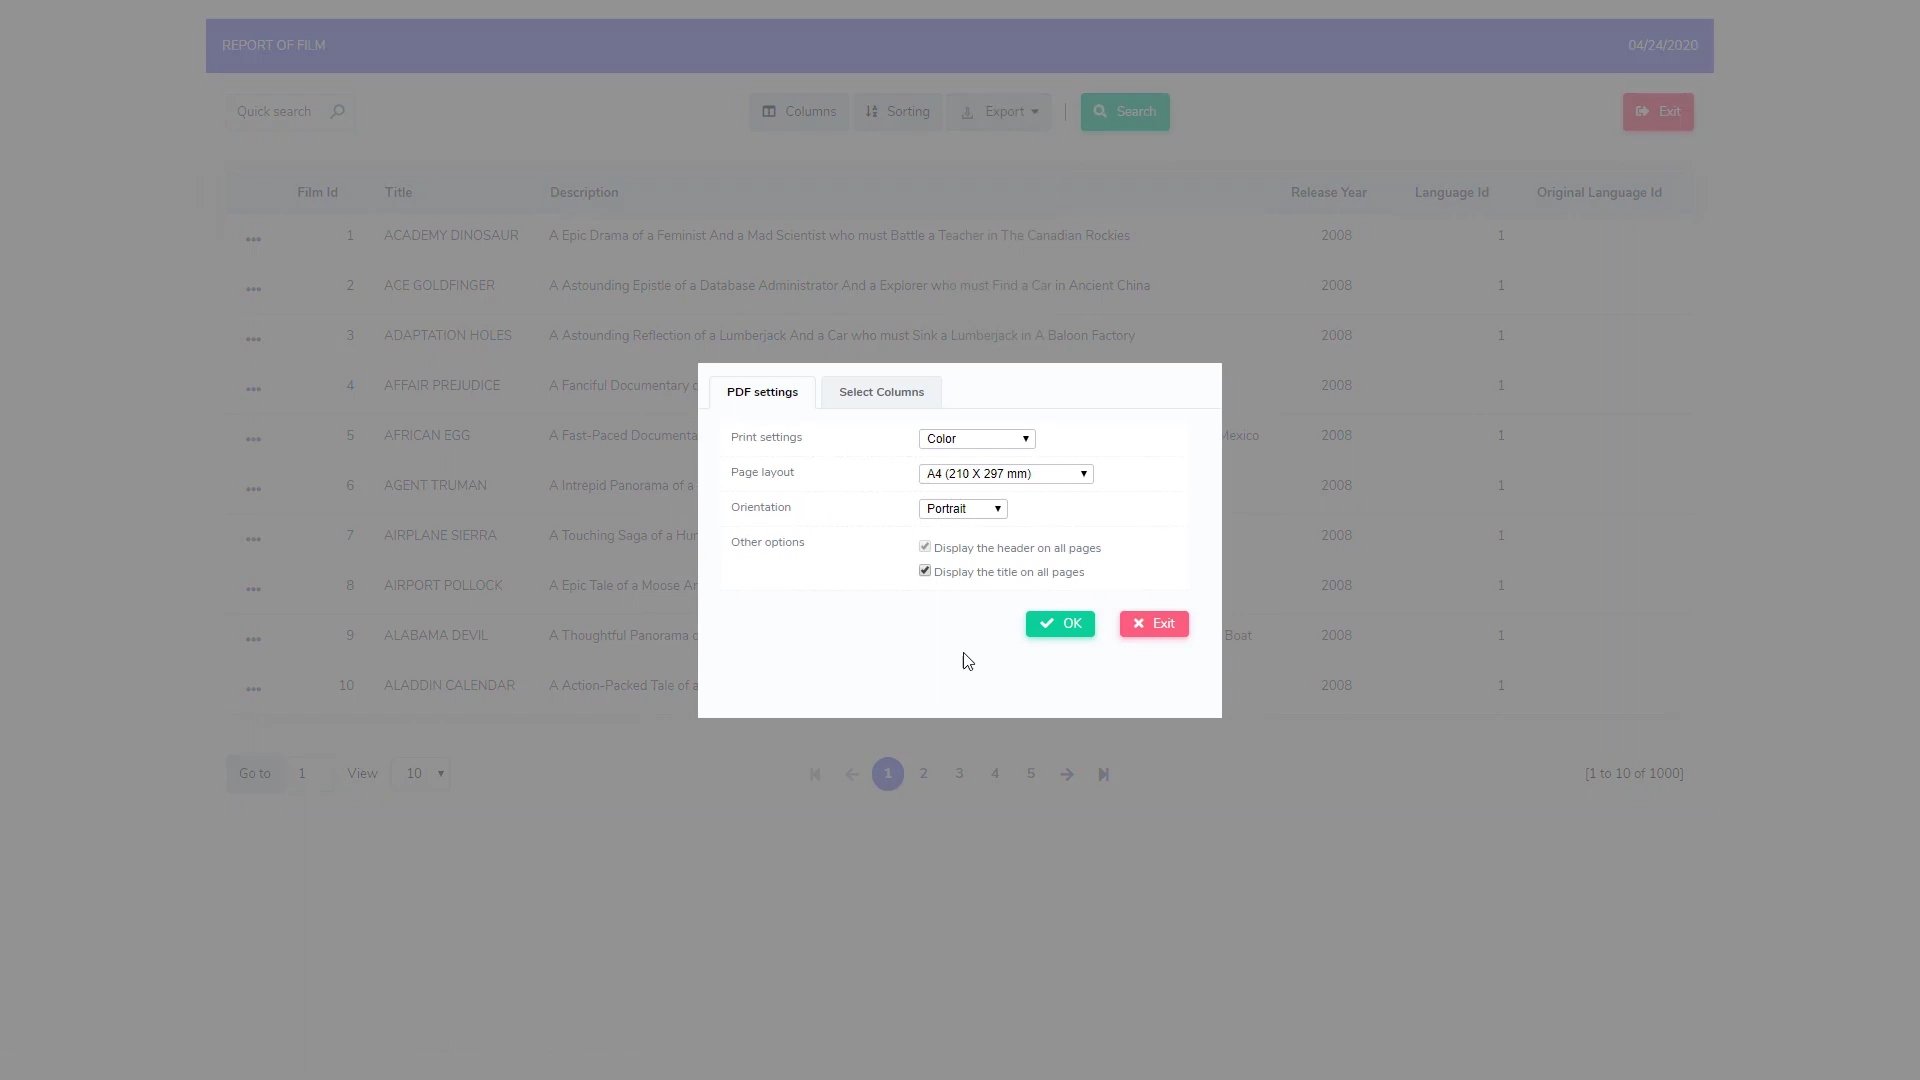 REPORT OF FILM 04/24/2020
Quick search Columns Sorting Export Search Exit
Film Id Title Description Release Year Language Id Original Language Id
1 ACADEMY DINOSAUR A Epic Drama of a Feminist And a Mad Scientist who must Battle a Teacher in The Canadian Rockies 2008 1
2 ACE GOLDFINGER A Astounding Epistle of a Database Administrator And a Explorer who must Find a Car in Ancient China 2008 1
3 ADAPTATION HOLES A Astounding Reflection of a Lumberjack And a Car who must Sink a Lumberjack in A Baloon Factory 2008 1
4 AFFAIR PREJUDICE A Fanciful Documentary 2008 1
5 AFRICAN EGG A Fast-Paced Documenta Mexico 2008 1
6 AGENT TRUMAN A Intrepid Panorama of a 2008 1
7 AIRPLANE SIERRA A Touching Saga of a Hur 2008 1
8 AIRPORT POLLOCK A Epic Tale of a Moose Ar 2008 1
9 ALABAMA DEVIL A Thoughtful Panorama Boat 2008 1
10 ALADDIN CALENDAR A Action-Packed Tale of a 2008 1
PDF settings Select Columns
Print settings Color
Page layout A4 (210 X 297 mm)
Orientation Portrait
Other options Display the header on all pages
Display the title on all pages
OK Exit
Go to 1 View 10 1 2 3 4 5 [1 to 10 of 1000]